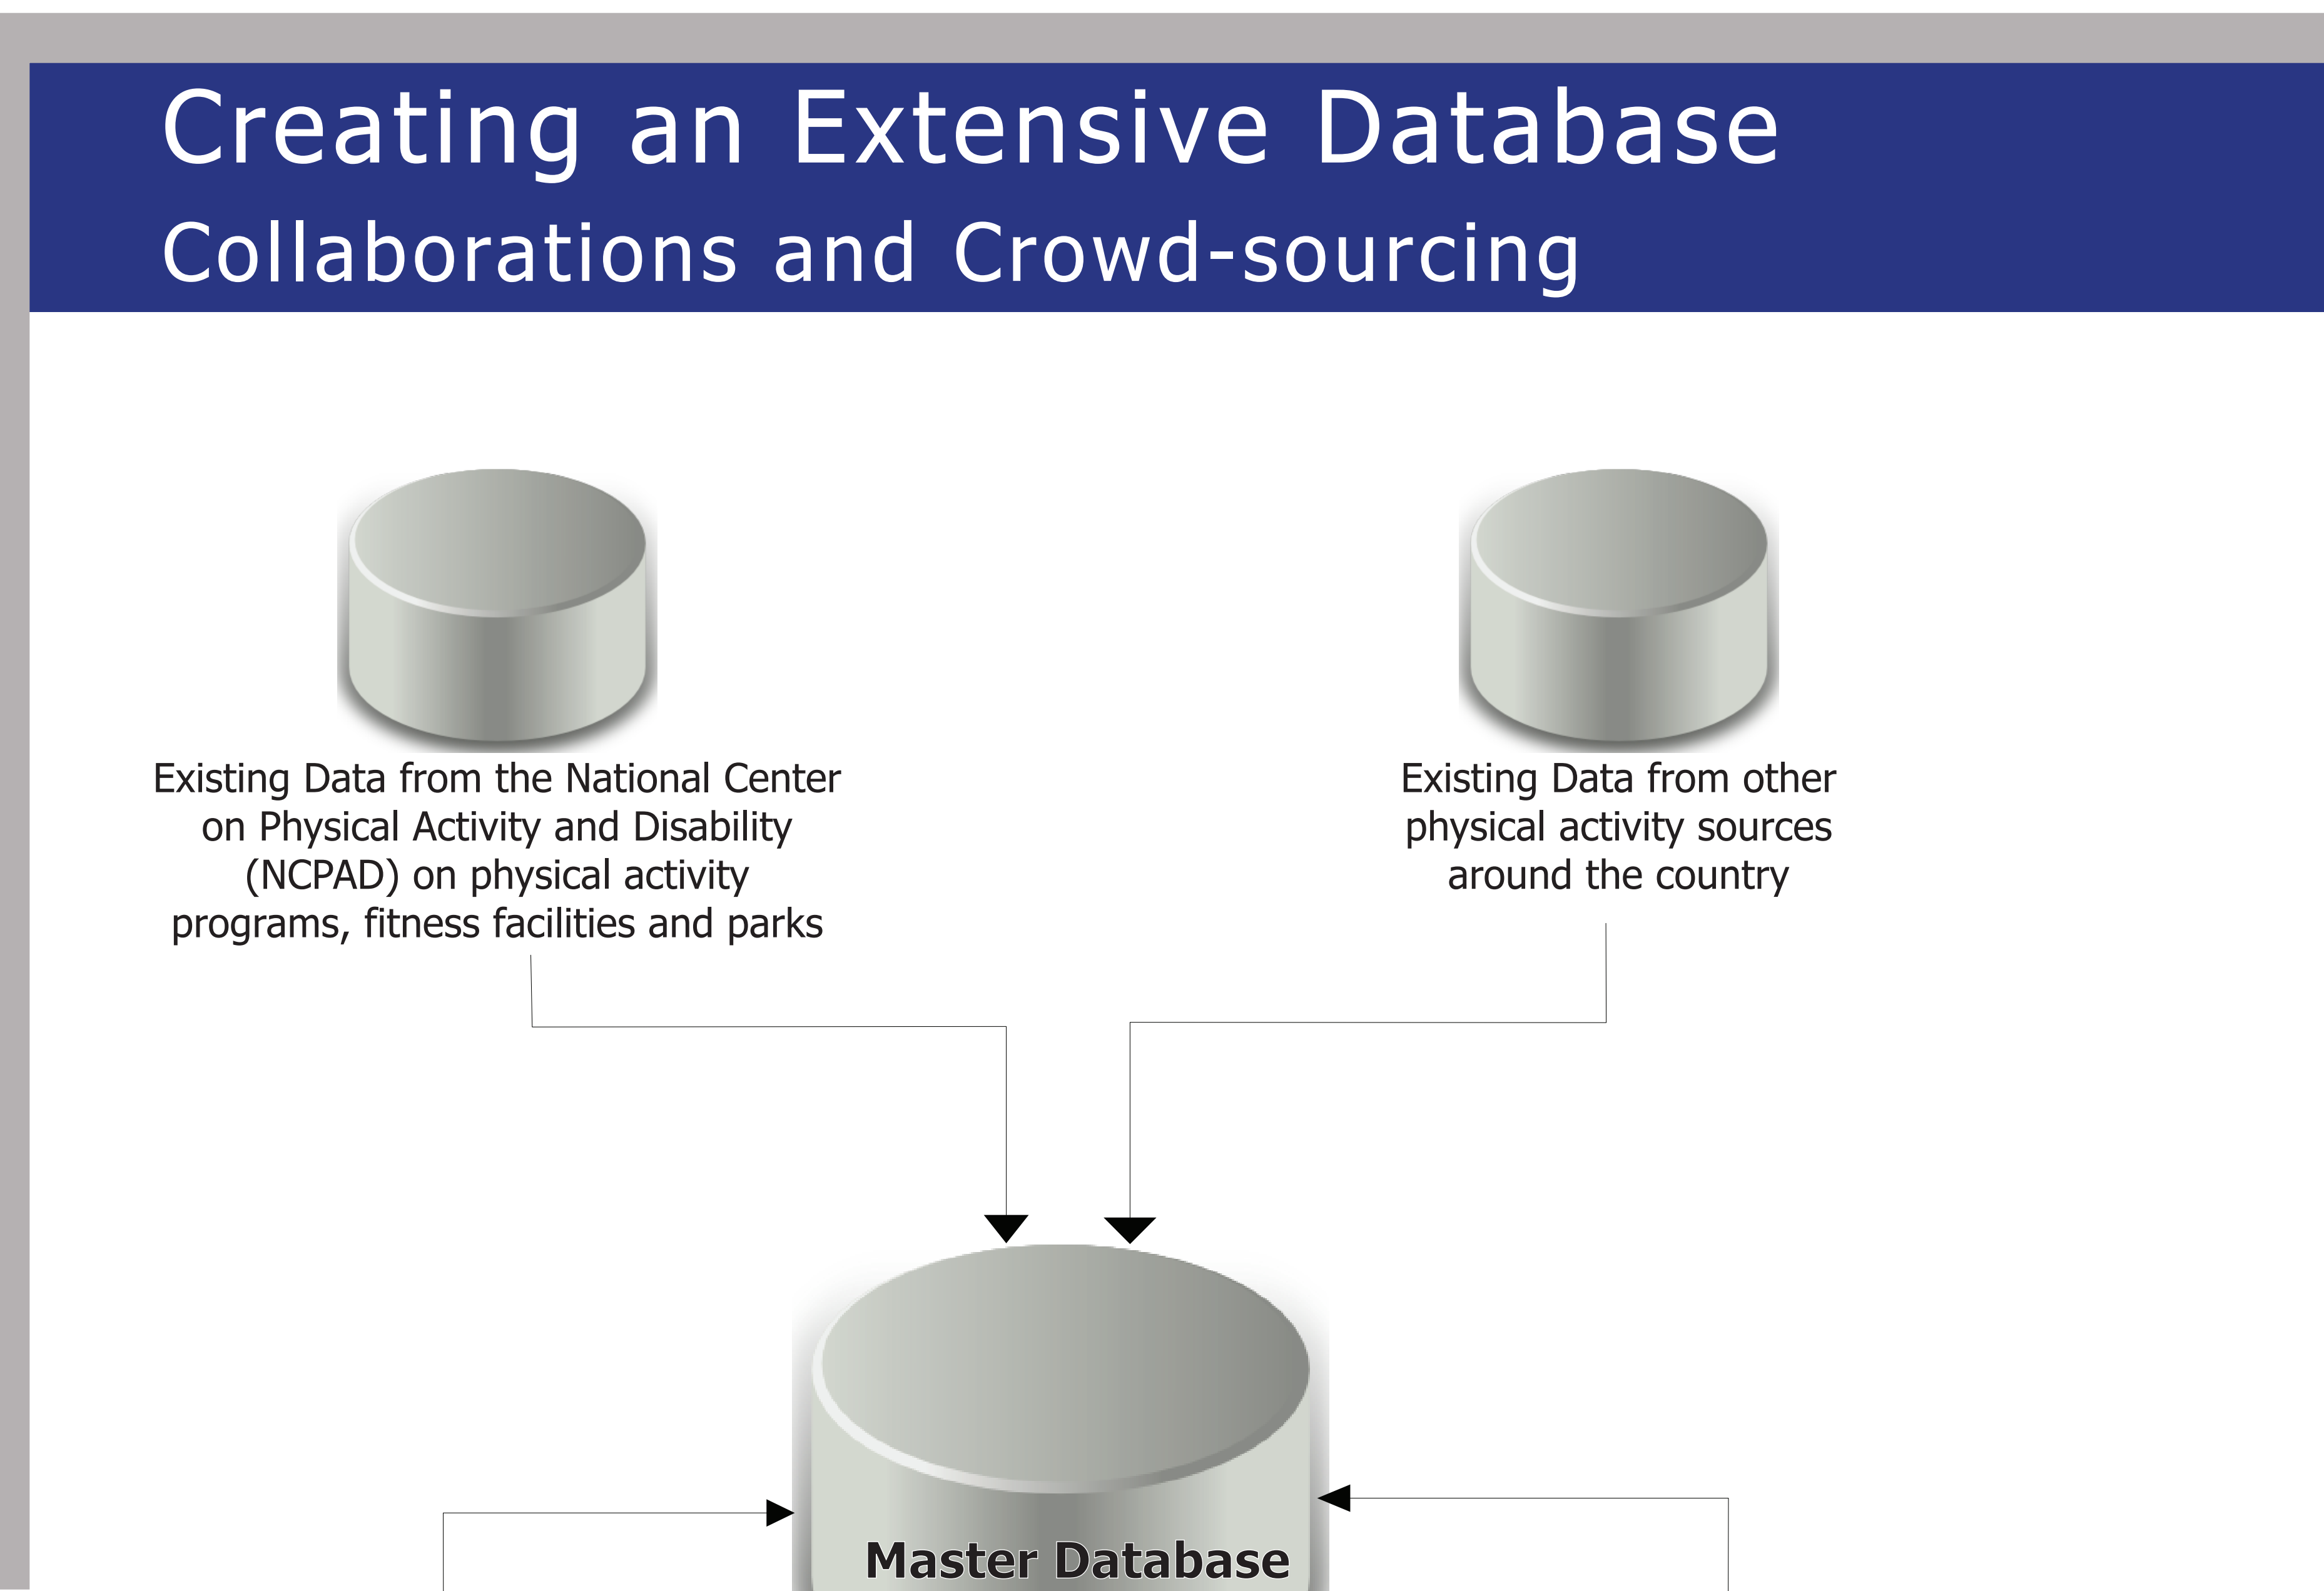 Creating an Extensive Database
Collaborations and Crowd-sourcing
Existing Data from the National Center
on Physical Activity and Disability
(NCPAD) on physical activity
programs, fitness facilities and parks
Existing Data from other
physical activity sources
around the country
Master Database